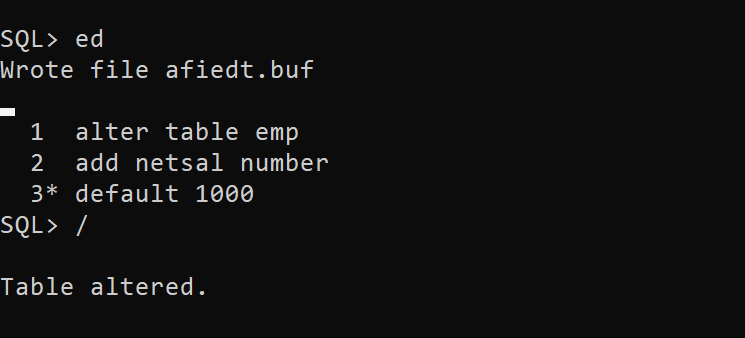 SQL> ed
Wrote file afiedt.buf
1  alter table emp
2  add netsal number
3* default 1000
SQL> /
Table altered.